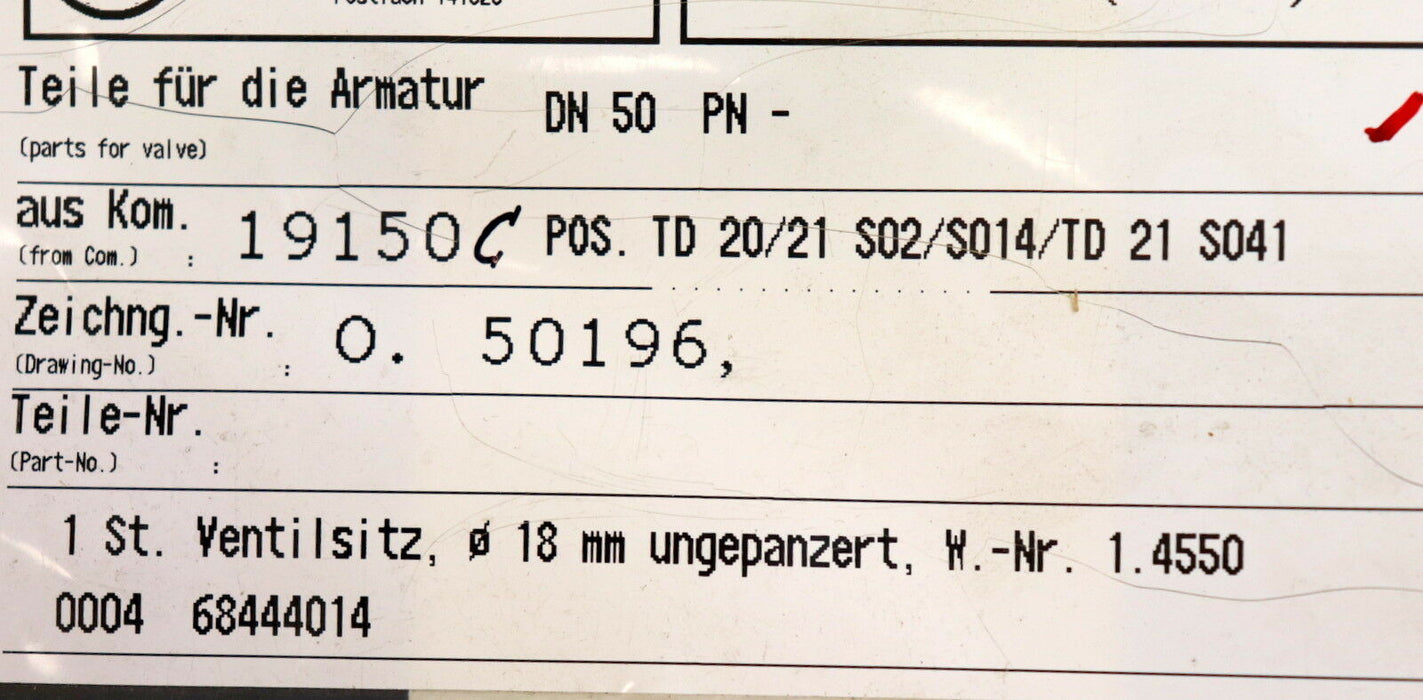 Teile für die Armatur DN 50 PN -
(parts for valve)
aus Kom. 19150C POS. TD 20/21 S02/S014/TD 21 S041
(from Com.) :
Zeichng.-Nr. O. 50196,
(Drawing-No.) :
Teile-Nr.
(Part-No.) :
1 St. Ventilsitz, ø 18 mm ungepanzert, W.-Nr. 1.4550
0004 68444014